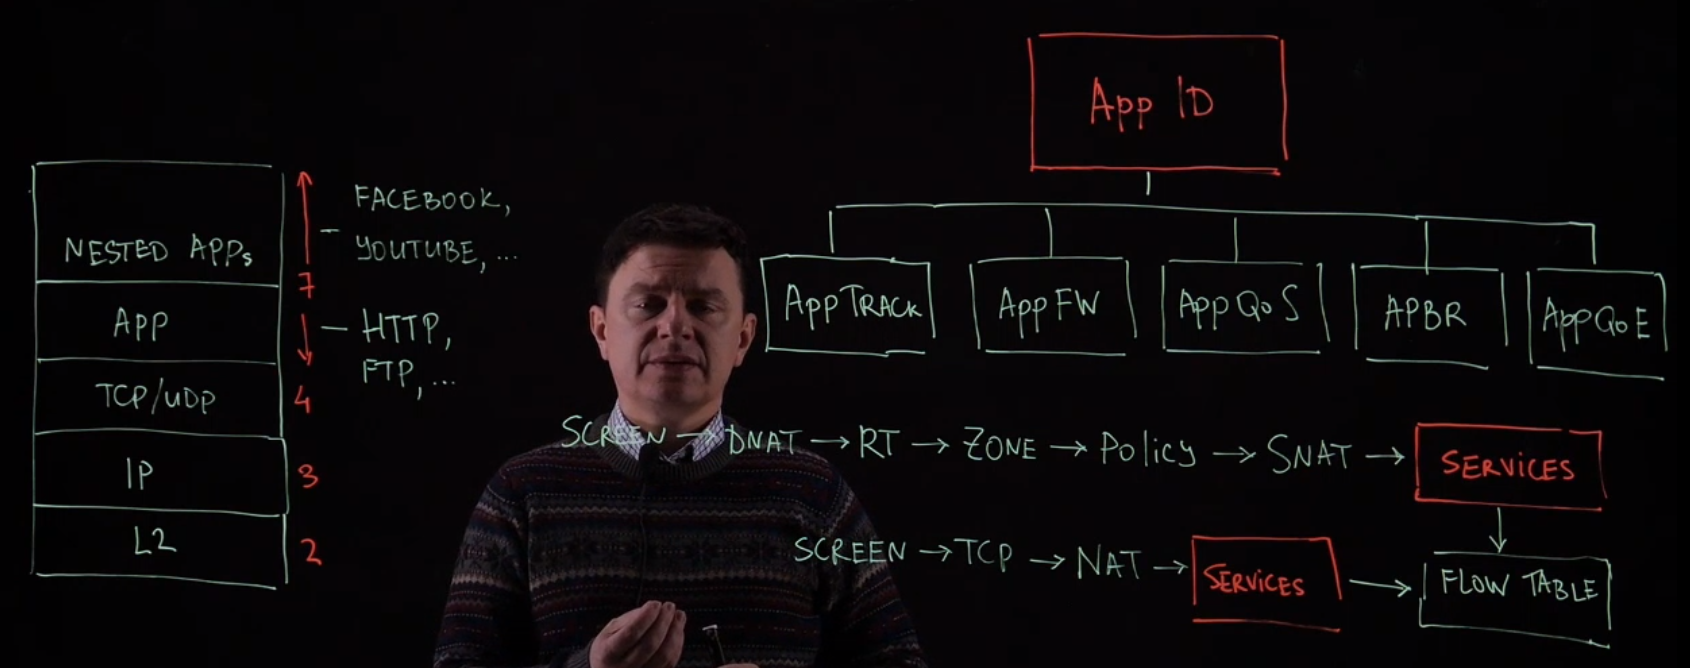 App ID
NESTED APPs
7
APP
TCP/UDP
4
IP
3
L2
2
FACEBOOK,
YOUTUBE, ...
HTTP,
FTP, ...
AppTRACK
AppFW
AppQoS
APBR
AppQoE
SCREEN → DNAT → RT → ZONE → Policy → SNAT → SERVICES
SCREEN → TCP → NAT → SERVICES → FLOW TABLE